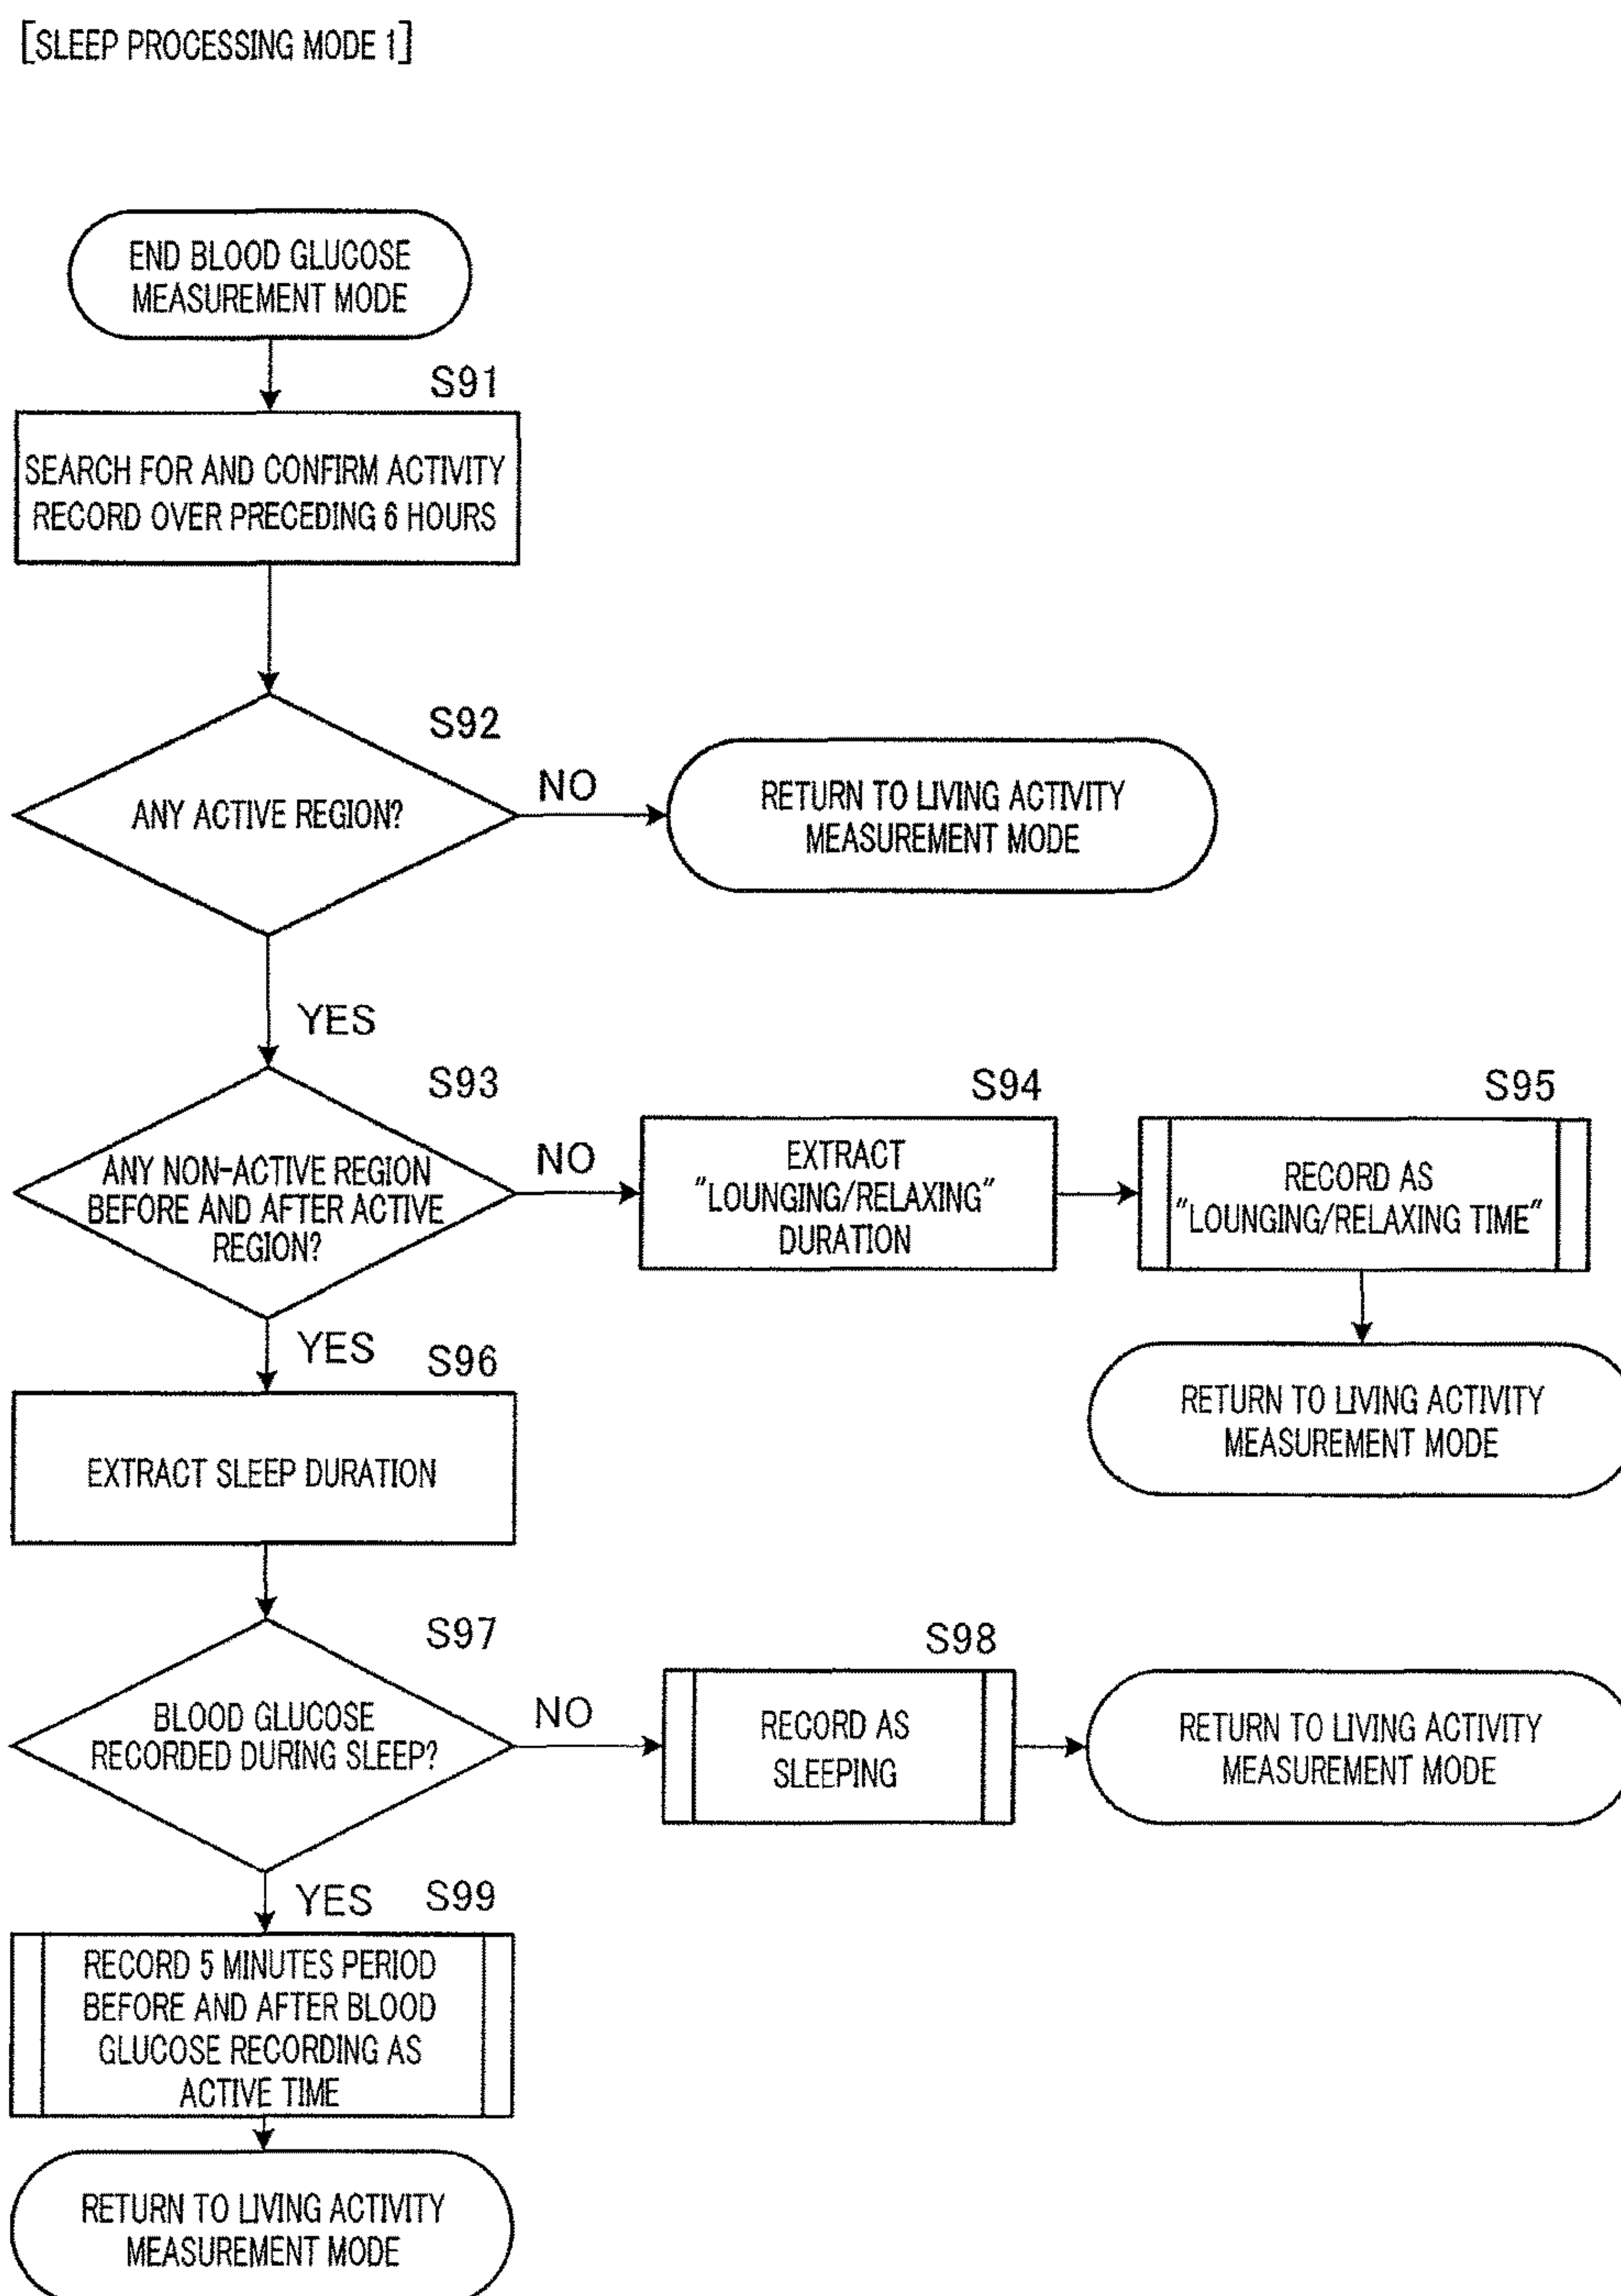 [SLEEP PROCESSING MODE 1]
END BLOOD GLUCOSE
MEASUREMENT MODE
S91
SEARCH FOR AND CONFIRM ACTIVITY
RECORD OVER PRECEDING 6 HOURS
S92
ANY ACTIVE REGION?
NO
RETURN TO LIVING ACTIVITY
MEASUREMENT MODE
YES
S93
ANY NON-ACTIVE REGION
BEFORE AND AFTER ACTIVE
REGION?
NO
S94
EXTRACT
"LOUNGING/RELAXING"
DURATION
S95
RECORD AS
"LOUNGING/RELAXING TIME"
RETURN TO LIVING ACTIVITY
MEASUREMENT MODE
YES
S96
EXTRACT SLEEP DURATION
S97
BLOOD GLUCOSE
RECORDED DURING SLEEP?
NO
S98
RECORD AS
SLEEPING
RETURN TO LIVING ACTIVITY
MEASUREMENT MODE
YES
S99
RECORD 5 MINUTES PERIOD
BEFORE AND AFTER BLOOD
GLUCOSE RECORDING AS
ACTIVE TIME
RETURN TO LIVING ACTIVITY
MEASUREMENT MODE